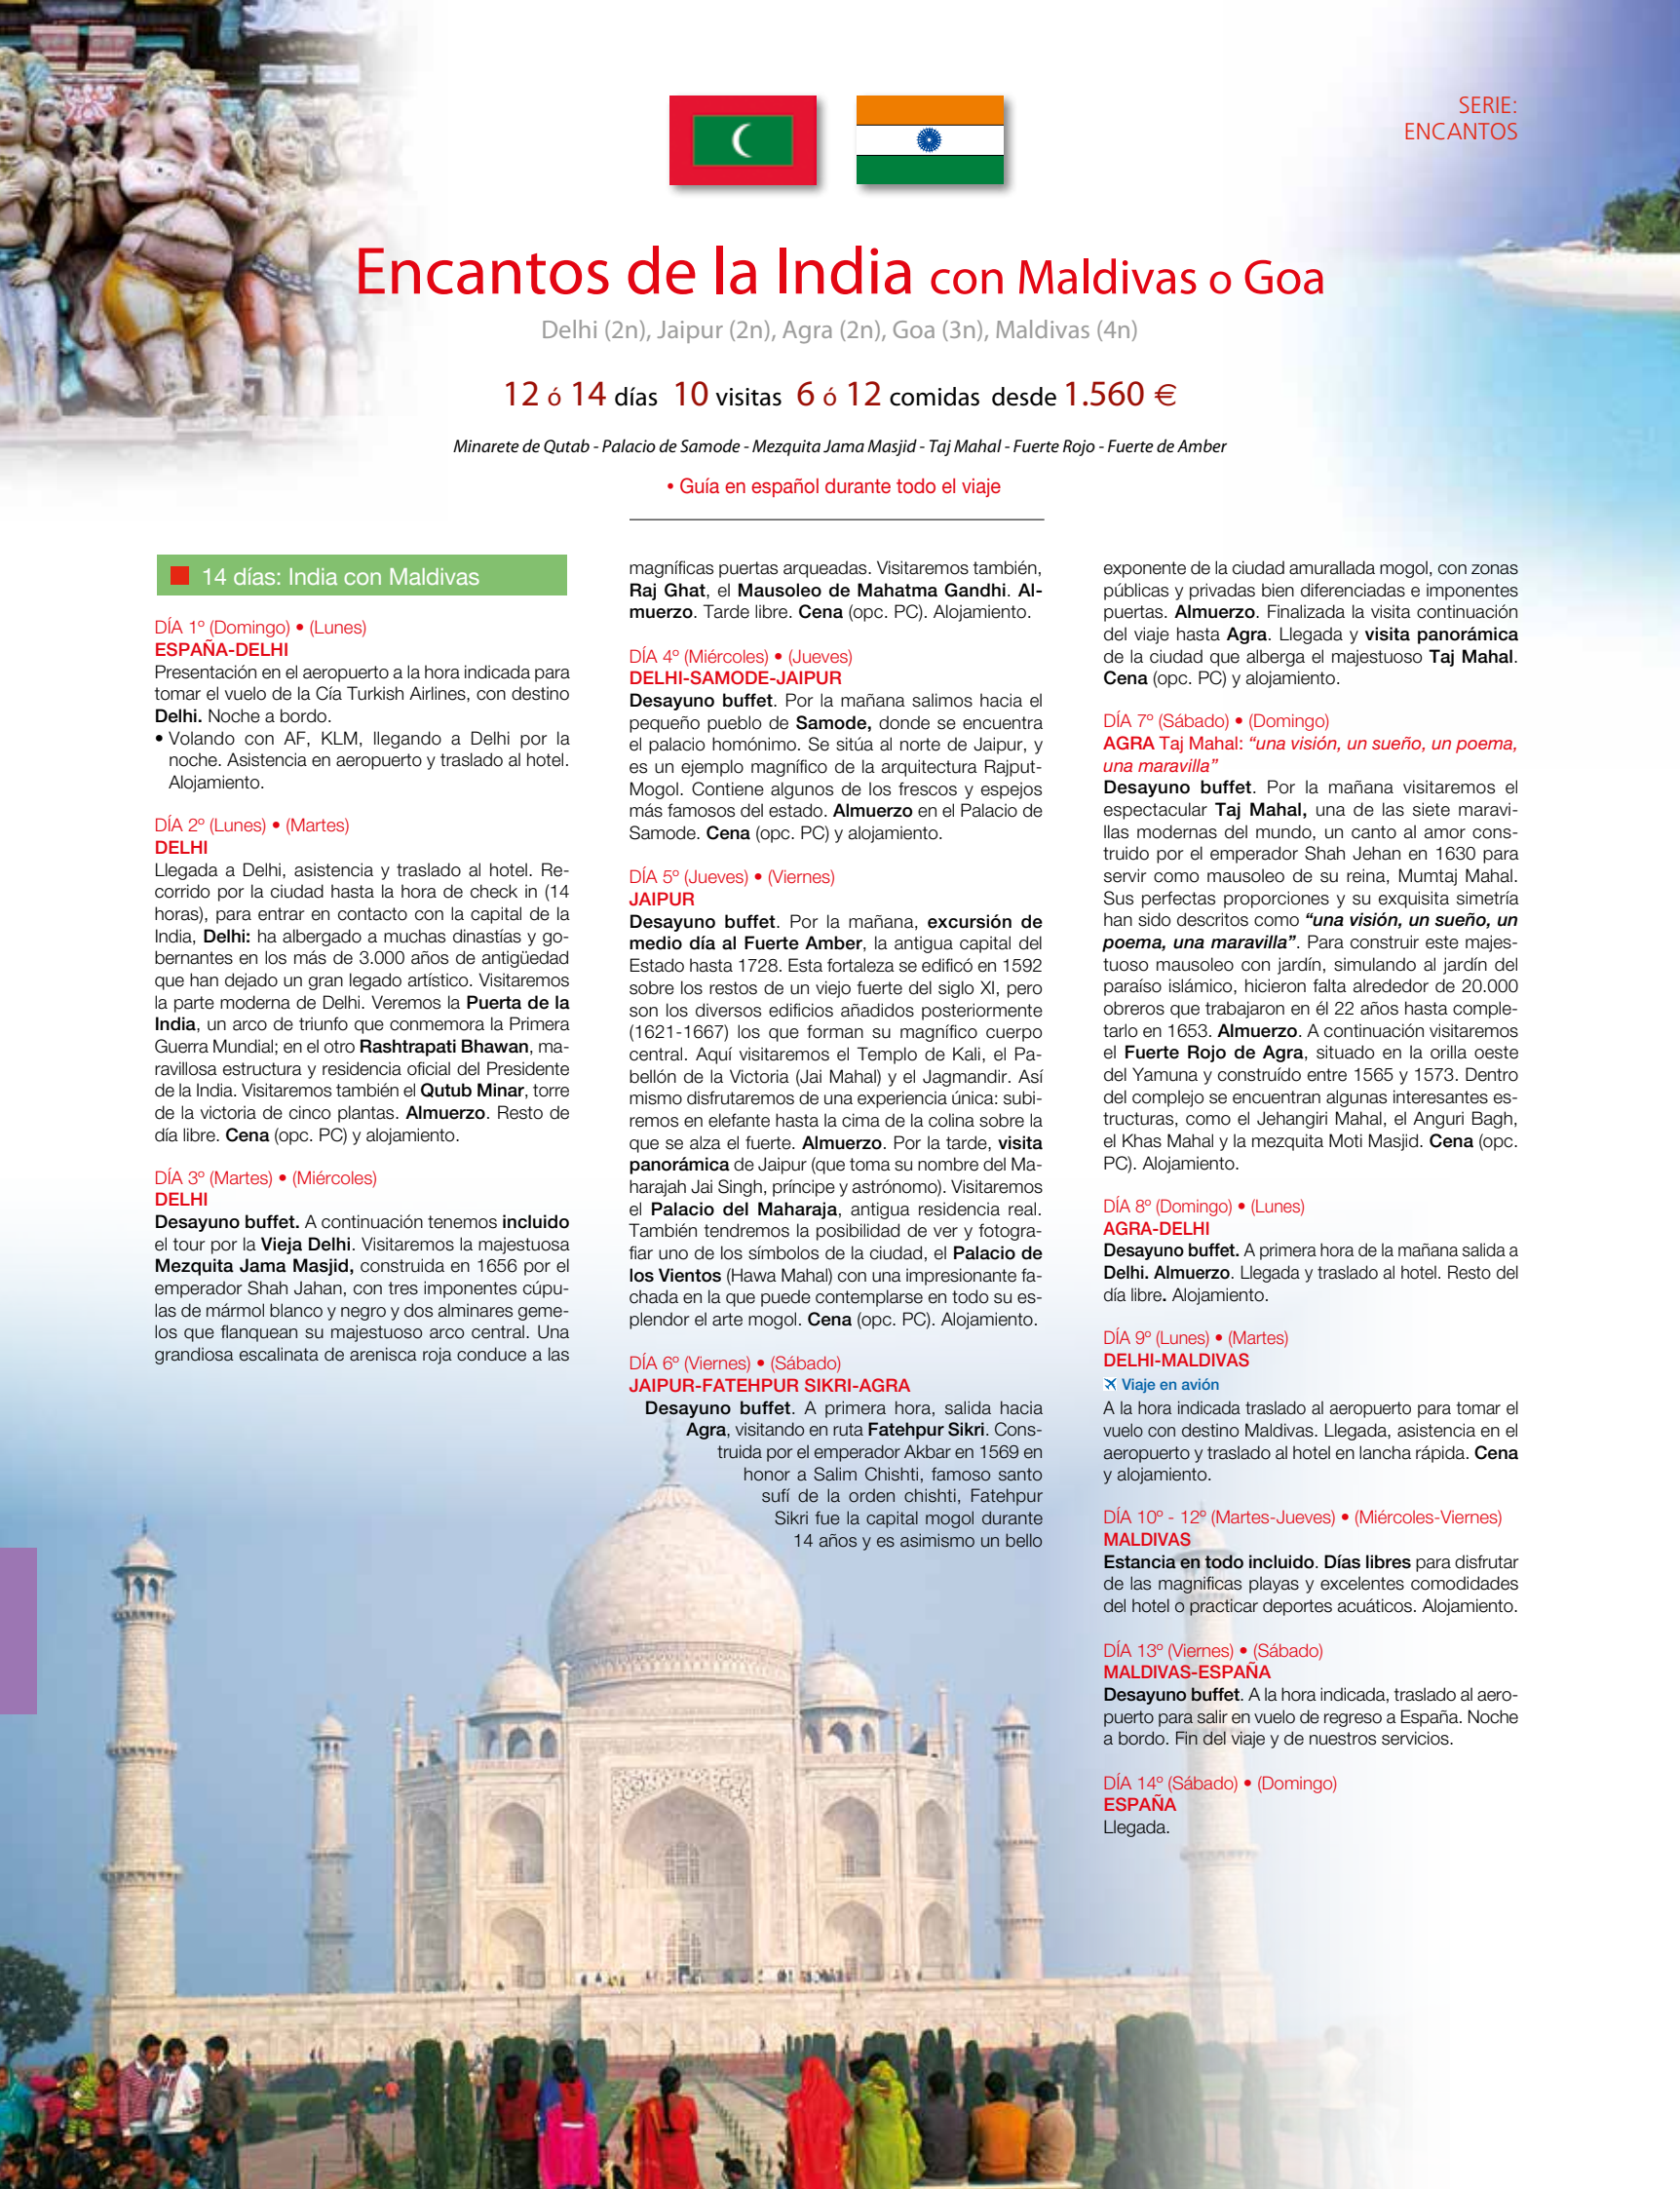 SERIE:
ENCANTOS
Encantos de la India con Maldivas o Goa
Delhi (2n), Jaipur (2n), Agra (2n), Goa (3n), Maldivas (4n)
12 ó 14 días 10 visitas 6 ó 12 comidas desde 1.560 €
Minarete de Qutab - Palacio de Samode - Mezquita Jama Masjid - Taj Mahal - Fuerte Rojo - Fuerte de Amber
• Guía en español durante todo el viaje
14 días: India con Maldivas
DÍA 1º (Domingo) • (Lunes)
ESPAÑA-DELHI
Presentación en el aeropuerto a la hora indicada para
tomar el vuelo de la Cía Turkish Airlines, con destino
Delhi. Noche a bordo.
• Volando con AF, KLM, llegando a Delhi por la
noche. Asistencia en aeropuerto y traslado al hotel.
Alojamiento.
DÍA 2º (Lunes) • (Martes)
DELHI
Llegada a Delhi, asistencia y traslado al hotel. Re-
corrido por la ciudad hasta la hora de check in (14
horas), para entrar en contacto con la capital de la
India, Delhi: ha albergado a muchas dinastías y go-
bernantes en los más de 3.000 años de antigüedad
que han dejado un gran legado artístico. Visitaremos
la parte moderna de Delhi. Veremos la Puerta de la
India, un arco de triunfo que conmemora la Primera
Guerra Mundial; en el otro Rashtrapati Bhawan, ma-
ravillosa estructura y residencia oficial del Presidente
de la India. Visitaremos también el Qutub Minar, torre
de la victoria de cinco plantas. Almuerzo. Resto de
día libre. Cena (opc. PC) y alojamiento.
DÍA 3º (Martes) • (Miércoles)
DELHI
Desayuno buffet. A continuación tenemos incluido
el tour por la Vieja Delhi. Visitaremos la majestuosa
Mezquita Jama Masjid, construida en 1656 por el
emperador Shah Jahan, con tres imponentes cúpu-
las de mármol blanco y negro y dos alminares geme-
los que flanquean su majestuoso arco central. Una
grandiosa escalinata de arenisca roja conduce a las
magníficas puertas arqueadas. Visitaremos también,
Raj Ghat, el Mausoleo de Mahatma Gandhi. Al-
muerzo. Tarde libre. Cena (opc. PC). Alojamiento.
DÍA 4º (Miércoles) • (Jueves)
DELHI-SAMODE-JAIPUR
Desayuno buffet. Por la mañana salimos hacia el
pequeño pueblo de Samode, donde se encuentra
el palacio homónimo. Se sitúa al norte de Jaipur, y
es un ejemplo magnífico de la arquitectura Rajput-
Mogol. Contiene algunos de los frescos y espejos
más famosos del estado. Almuerzo en el Palacio de
Samode. Cena (opc. PC) y alojamiento.
DÍA 5º (Jueves) • (Viernes)
JAIPUR
Desayuno buffet. Por la mañana, excursión de
medio día al Fuerte Amber, la antigua capital del
Estado hasta 1728. Esta fortaleza se edificó en 1592
sobre los restos de un viejo fuerte del siglo XI, pero
son los diversos edificios añadidos posteriormente
(1621-1667) los que forman su magnífico cuerpo
central. Aquí visitaremos el Templo de Kali, el Pa-
bellón de la Victoria (Jai Mahal) y el Jagmandir. Así
mismo disfrutaremos de una experiencia única: subi-
remos en elefante hasta la cima de la colina sobre la
que se alza el fuerte. Almuerzo. Por la tarde, visita
panorámica de Jaipur (que toma su nombre del Ma-
harajah Jai Singh, príncipe y astrónomo). Visitaremos
el Palacio del Maharaja, antigua residencia real.
También tendremos la posibilidad de ver y fotogra-
fiar uno de los símbolos de la ciudad, el Palacio de
los Vientos (Hawa Mahal) con una impresionante fa-
chada en la que puede contemplarse en todo su es-
plendor el arte mogol. Cena (opc. PC). Alojamiento.
DÍA 6º (Viernes) • (Sábado)
JAIPUR-FATEHPUR SIKRI-AGRA
Desayuno buffet. A primera hora, salida hacia
Agra, visitando en ruta Fatehpur Sikri. Cons-
truida por el emperador Akbar en 1569 en
honor a Salim Chishti, famoso santo
sufí de la orden chishti, Fatehpur
Sikri fue la capital mogol durante
14 años y es asimismo un bello
exponente de la ciudad amurallada mogol, con zonas
públicas y privadas bien diferenciadas e imponentes
puertas. Almuerzo. Finalizada la visita continuación
del viaje hasta Agra. Llegada y visita panorámica
de la ciudad que alberga el majestuoso Taj Mahal.
Cena (opc. PC) y alojamiento.
DÍA 7º (Sábado) • (Domingo)
AGRA Taj Mahal: “una visión, un sueño, un poema,
una maravilla”
Desayuno buffet. Por la mañana visitaremos el
espectacular Taj Mahal, una de las siete maravi-
llas modernas del mundo, un canto al amor cons-
truido por el emperador Shah Jehan en 1630 para
servir como mausoleo de su reina, Mumtaj Mahal.
Sus perfectas proporciones y su exquisita simetría
han sido descritos como “una visión, un sueño, un
poema, una maravilla”. Para construir este majes-
tuoso mausoleo con jardín, simulando al jardín del
paraíso islámico, hicieron falta alrededor de 20.000
obreros que trabajaron en él 22 años hasta comple-
tarlo en 1653. Almuerzo. A continuación visitaremos
el Fuerte Rojo de Agra, situado en la orilla oeste
del Yamuna y construído entre 1565 y 1573. Dentro
del complejo se encuentran algunas interesantes es-
tructuras, como el Jehangiri Mahal, el Anguri Bagh,
el Khas Mahal y la mezquita Moti Masjid. Cena (opc.
PC). Alojamiento.
DÍA 8º (Domingo) • (Lunes)
AGRA-DELHI
Desayuno buffet. A primera hora de la mañana salida a
Delhi. Almuerzo. Llegada y traslado al hotel. Resto del
día libre. Alojamiento.
DÍA 9º (Lunes) • (Martes)
DELHI-MALDIVAS
Viaje en avión
A la hora indicada traslado al aeropuerto para tomar el
vuelo con destino Maldivas. Llegada, asistencia en el
aeropuerto y traslado al hotel en lancha rápida. Cena
y alojamiento.
DÍA 10º - 12º (Martes-Jueves) • (Miércoles-Viernes)
MALDIVAS
Estancia en todo incluido. Días libres para disfrutar
de las magnificas playas y excelentes comodidades
del hotel o practicar deportes acuáticos. Alojamiento.
DÍA 13º (Viernes) • (Sábado)
MALDIVAS-ESPAÑA
Desayuno buffet. A la hora indicada, traslado al aero-
puerto para salir en vuelo de regreso a España. Noche
a bordo. Fin del viaje y de nuestros servicios.
DÍA 14º (Sábado) • (Domingo)
ESPAÑA
Llegada.